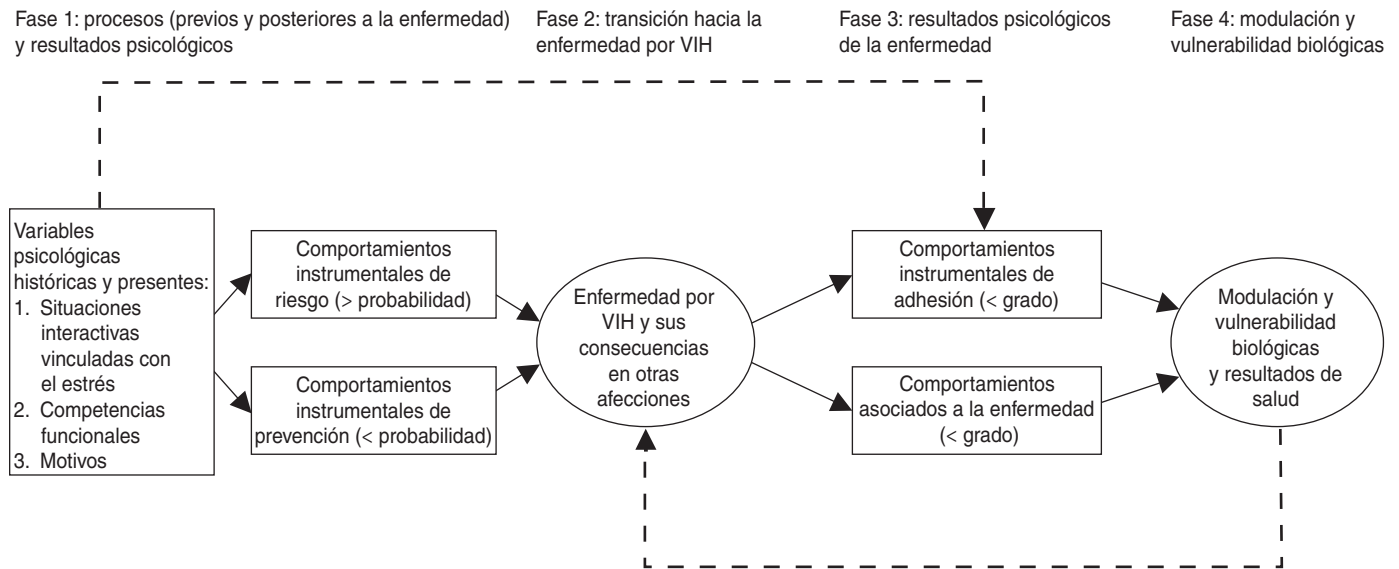 Fase 1: procesos (previos y posteriores a la enfermedad)
y resultados psicológicos
Fase 2: transición hacia la
enfermedad por VIH
Fase 3: resultados psicológicos
de la enfermedad
Fase 4: modulación y
vulnerabilidad biológicas
Variables
psicológicas
históricas y presentes:
1. Situaciones
interactivas
vinculadas con
el estrés
2. Competencias
funcionales
3. Motivos
Comportamientos
instrumentales de
riesgo (> probabilidad)
Comportamientos
instrumentales de
prevención (< probabilidad)
Enfermedad por
VIH y sus
consecuencias
en otras
afecciones
Comportamientos
instrumentales de
adhesión (< grado)
Comportamientos
asociados a la enfermedad
(< grado)
Modulación y
vulnerabilidad
biológicas
y resultados de
salud